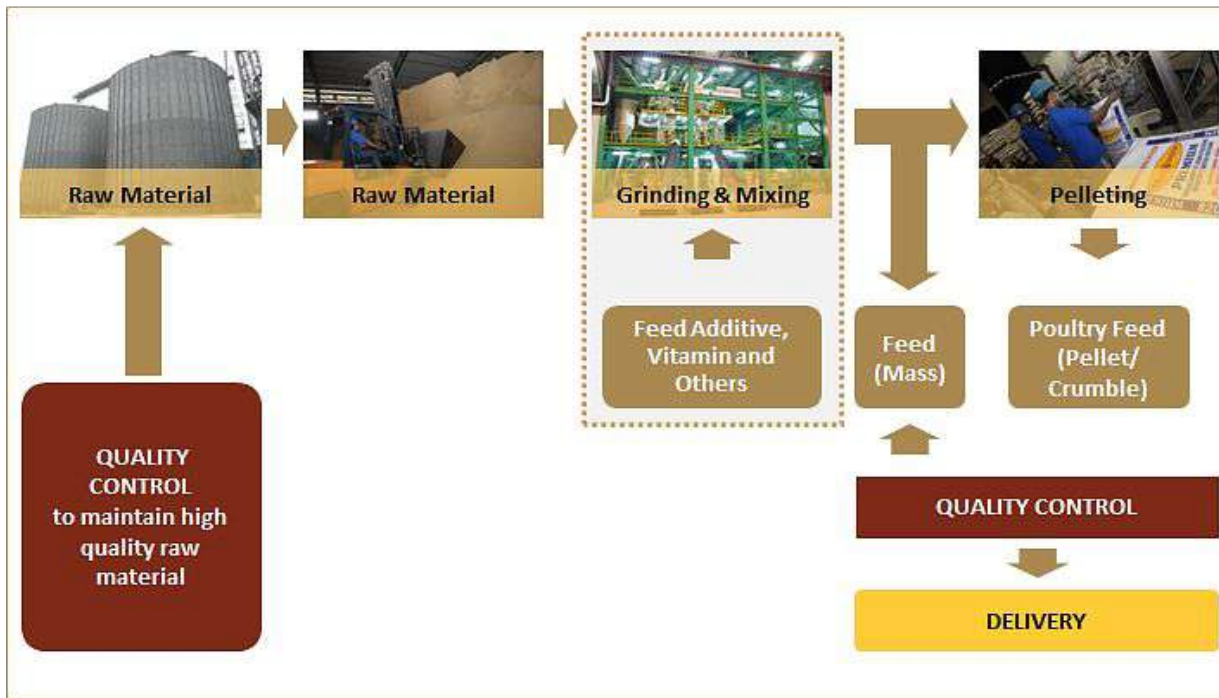 Raw Material
Raw Material
Grinding & Mixing
Pelleting
Feed Additive,
Vitamin and
Others
Feed
(Mass)
Poultry Feed
(Pellet/
Crumble)
QUALITY
CONTROL
to maintain high
quality raw
material
QUALITY CONTROL
DELIVERY